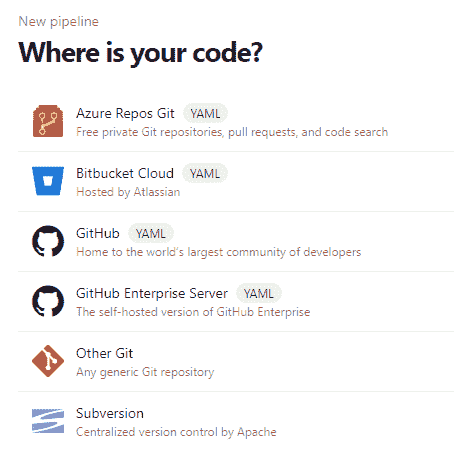 New pipeline
Where is your code?
Azure Repos Git YAML
Free private Git repositories, pull requests, and code search
Bitbucket Cloud YAML
Hosted by Atlassian
GitHub YAML
Home to the world's largest community of developers
GitHub Enterprise Server YAML
The self-hosted version of GitHub Enterprise
Other Git
Any generic Git repository
Subversion
Centralized version control by Apache